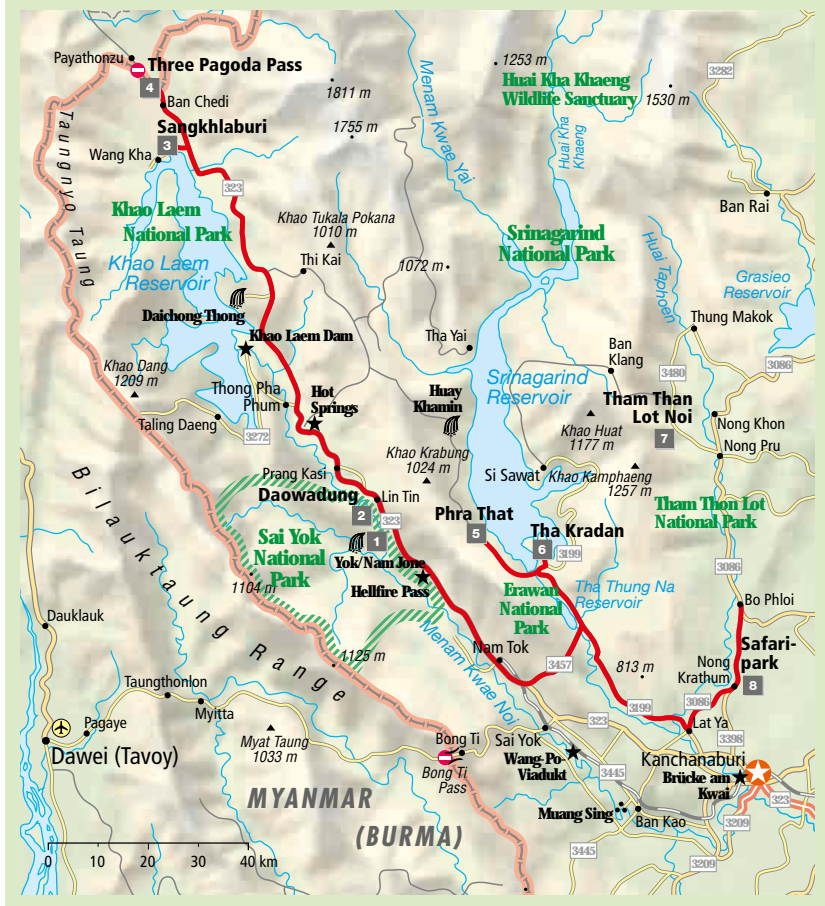 Payathonzu
Three Pagoda Pass
4
Ban Chedi
Sangkhlaburi
3
Wang Kha
Taungnyo Taung
Khao Laem
National Park
Khao Laem
Reservoir
323
1811 m
1755 m
Menam Kwae Yai
1253 m
Huai Kha Khaeng
Wildlife Sanctuary
1530 m
3282
Huai Kha
Khaeng
Ban Rai
Khao Tukala Pokana
1010 m
Thi Kai
1072 m
Srinagarind
National Park
Huai Taphoen
Grasieo
Reservoir
Daichong Thong
Khao Laem Dam
Thung Makok
Tha Yai
Ban
Klang
3086
3480
Khao Dang
1209 m
Thong Pha
Phum
Hot
Springs
Huay
Khamin
Srinagarind
Reservoir
Tham Than
Lot Noi
7
Khao Huat
1177 m
Nong Khon
Nong Pru
Taling Daeng
3272
Khao Krabung
1024 m
Prang Kasi
Si Sawat
Khao Kamphaeng
1257 m
Daowadung
2
Lin Tin
323
Phra That
5
Tha Kradan
6
3199
Tham Thon Lot
National Park
Bilauktaung Range
Sai Yok
National
Park
1
Yok/Nam Jone
Hellfire Pass
1104 m
Erawan
National
Park
Tha Thung Na
Reservoir
3086
Bo Phloi
Dauklauk
1125 m
Menam Kwae Noi
Nam Tok
3457
813 m
Safari-
park
8
Nong
Krathum
Taungthonlon
Myitta
3199
3086
Lat Ya
323
3398
Pagaye
Dawei (Tavoy)
Myat Taung
1033 m
Bong Ti
Bong Ti
Pass
Sai Yok
Wang-Po-
Viadukt
3445
Kanchanaburi
Brücke am
Kwai
323
MYANMAR
(BURMA)
Muang Sing
Ban Kao
3209
3445
3209
0 10 20 30 40 km